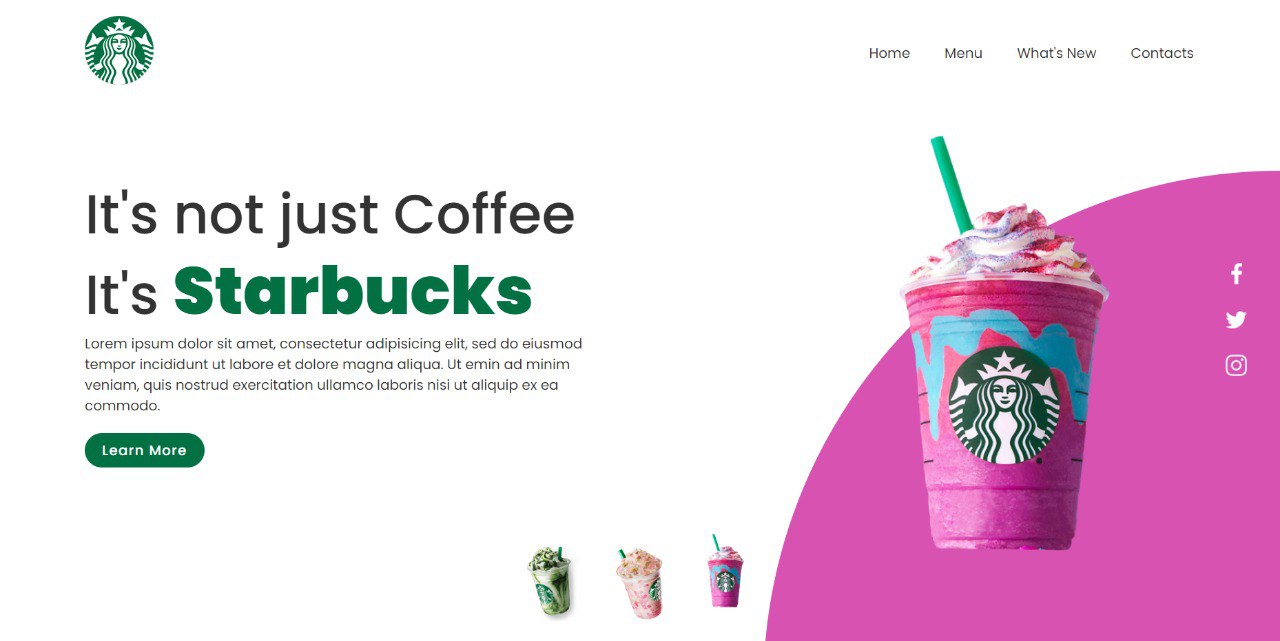 Home Menu What's New Contacts
It's not just Coffee
It's Starbucks
Lorem ipsum dolor sit amet, consectetur adipisicing elit, sed do eiusmod
tempor incididunt ut labore et dolore magna aliqua. Ut emin ad minim
veniam, quis nostrud exercitation ullamco laboris nisi ut aliquip ex ea
commodo.
Learn More